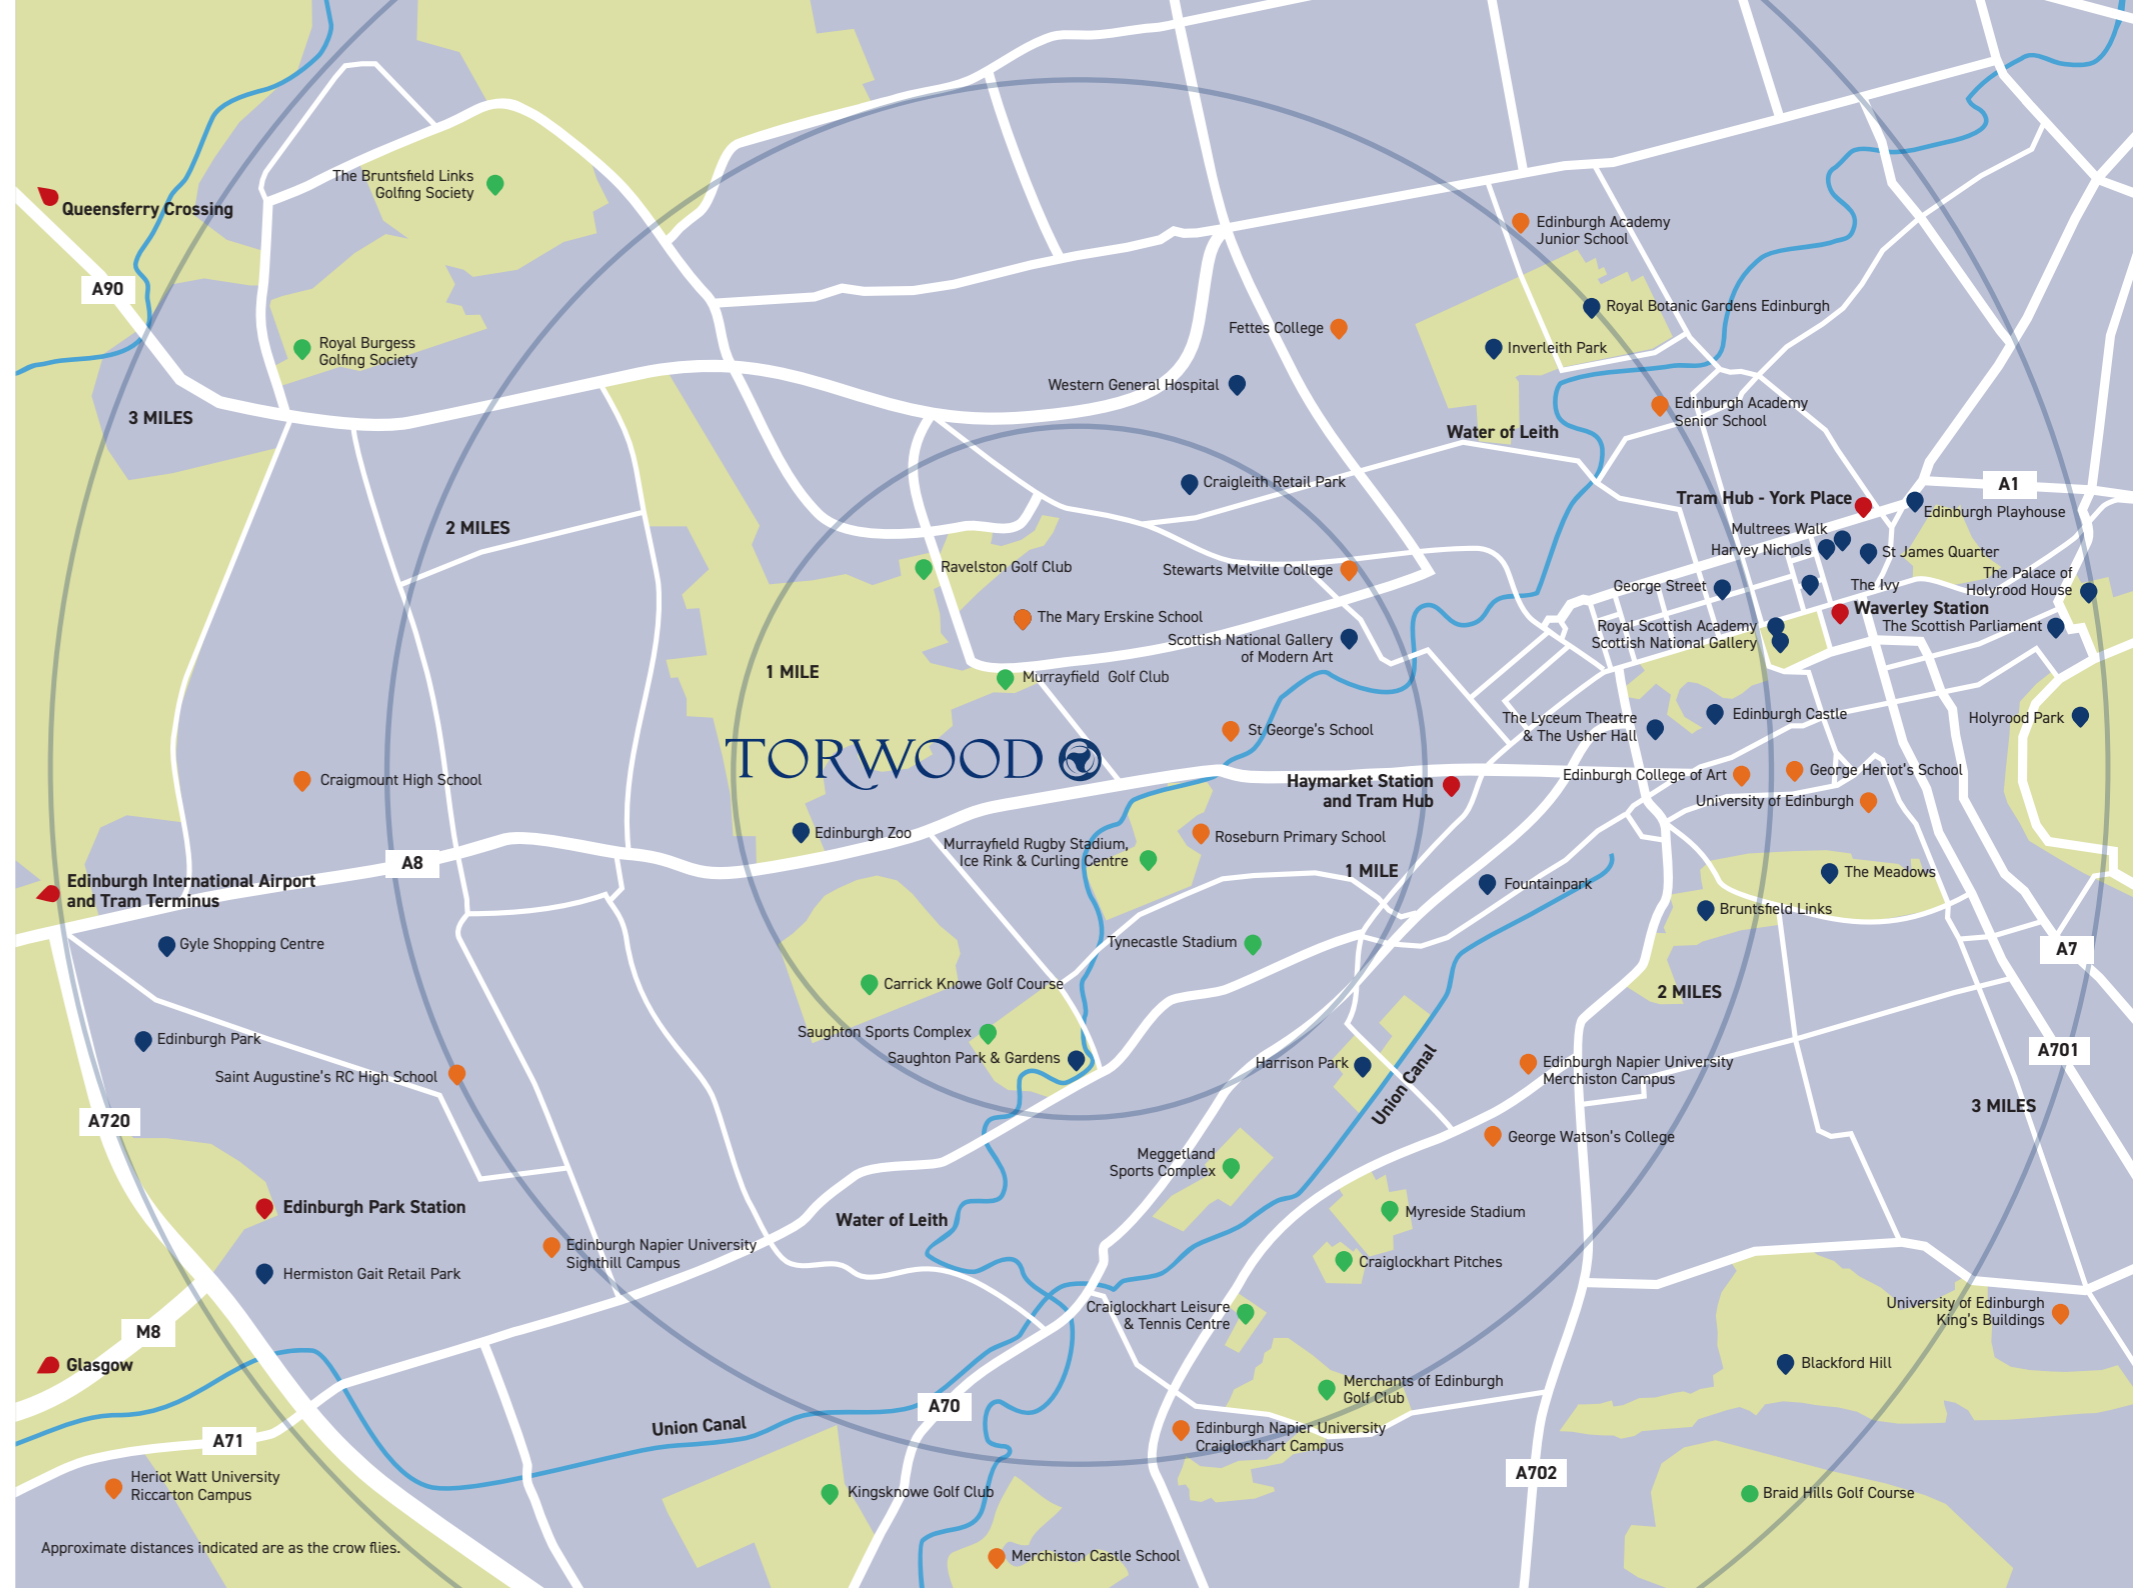 The Bruntsfield Links
Golfing Society
Queensferry Crossing
Edinburgh Academy
Junior School
A90
Royal Botanic Gardens Edinburgh
Fettes College
Royal Burgess
Golfing Society
Inverleith Park
Western General Hospital
3 MILES
Edinburgh Academy
Senior School
Water of Leith
Craigleith Retail Park
A1
Tram Hub - York Place
Edinburgh Playhouse
2 MILES
Multrees Walk
Harvey Nichols
St James Quarter
Ravelston Golf Club
Stewarts Melville College
The Palace of
Holyrood House
George Street
The Ivy
Waverley Station
The Mary Erskine School
Royal Scottish Academy
The Scottish Parliament
Scottish National Gallery
of Modern Art
Scottish National Gallery
1 MILE
Murrayfield Golf Club
Edinburgh Castle
Holyrood Park
The Lyceum Theatre
& The Usher Hall
St George's School
TORWOOD
Craigmount High School
Haymarket Station
and Tram Hub
Edinburgh College of Art
George Heriot's School
University of Edinburgh
Edinburgh Zoo
Roseburn Primary School
Murrayfield Rugby Stadium,
Ice Rink & Curling Centre
A8
1 MILE
The Meadows
Edinburgh International Airport
and Tram Terminus
Fountainpark
Bruntsfield Links
Gyle Shopping Centre
Tynecastle Stadium
A7
Carrick Knowe Golf Course
2 MILES
Edinburgh Park
Saughton Sports Complex
Saughton Park & Gardens
Harrison Park
A701
Edinburgh Napier University
Merchiston Campus
Saint Augustine's RC High School
Union Canal
3 MILES
A720
George Watson's College
Meggetland
Sports Complex
Edinburgh Park Station
Myreside Stadium
Water of Leith
Edinburgh Napier University
Sighthill Campus
Craiglockhart Pitches
Hermiston Gait Retail Park
Craiglockhart Leisure
& Tennis Centre
University of Edinburgh
King's Buildings
M8
Glasgow
Blackford Hill
Merchants of Edinburgh
Golf Club
A70
Union Canal
Edinburgh Napier University
Craiglockhart Campus
A71
A702
Heriot Watt University
Riccarton Campus
Kingsknowe Golf Club
Braid Hills Golf Course
Approximate distances indicated are as the crow flies.
Merchiston Castle School